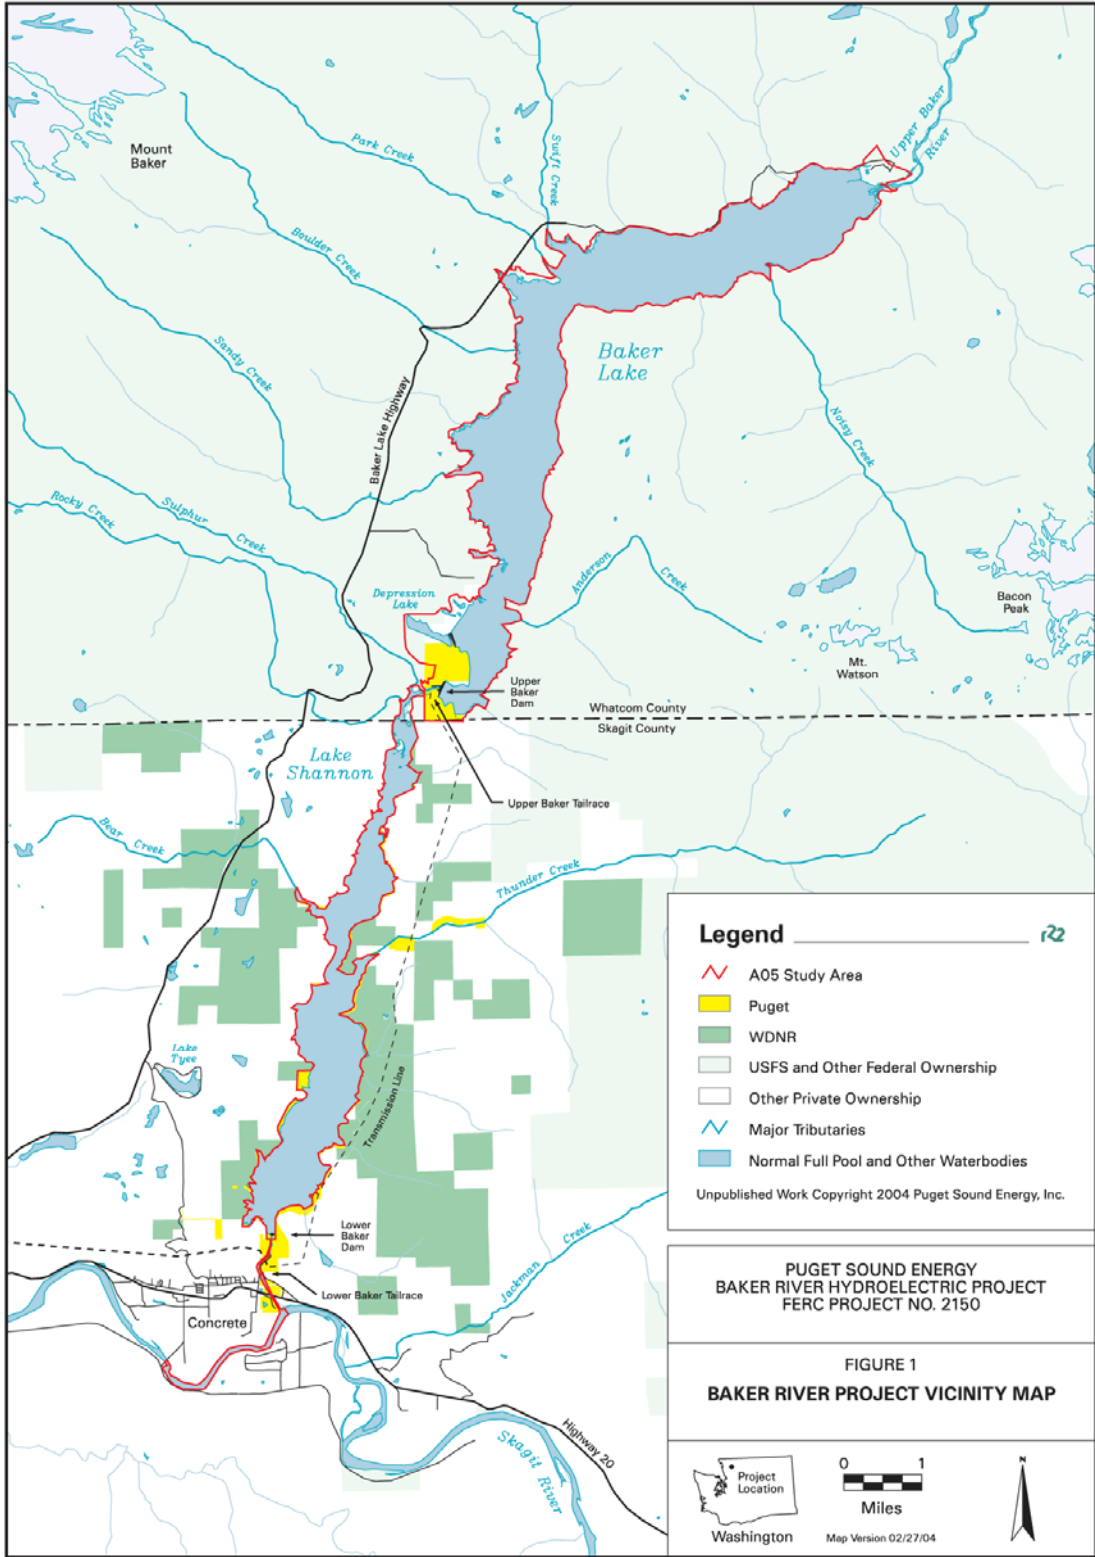 Mount
Baker
Park Creek
Swift Creek
Upper Baker
River
Boulder Creek
Sandy Creek
Baker
Lake
Baker Lake Highway
Noisy Creek
Rocky Creek
Sulphur
Creek
Anderson
Creek
Depression
Lake
Bacon
Peak
Mt.
Watson
Upper
Baker
Dam
Whatcom County
Skagit County
Lake
Shannon
Upper Baker Tailrace
Bear Creek
Thunder Creek
Lake
Tyee
Transmission Line
Lower
Baker
Dam
Lower Baker Tailrace
Concrete
Jackman
Creek
Highway 20
Skagit River
Legend
r22
A05 Study Area
Puget
WDNR
USFS and Other Federal Ownership
Other Private Ownership
Major Tributaries
Normal Full Pool and Other Waterbodies
Unpublished Work Copyright 2004 Puget Sound Energy, Inc.
PUGET SOUND ENERGY
BAKER RIVER HYDROELECTRIC PROJECT
FERC PROJECT NO. 2150
FIGURE 1
BAKER RIVER PROJECT VICINITY MAP
Project
Location
Washington
0 1
Miles
Map Version 02/27/04
N